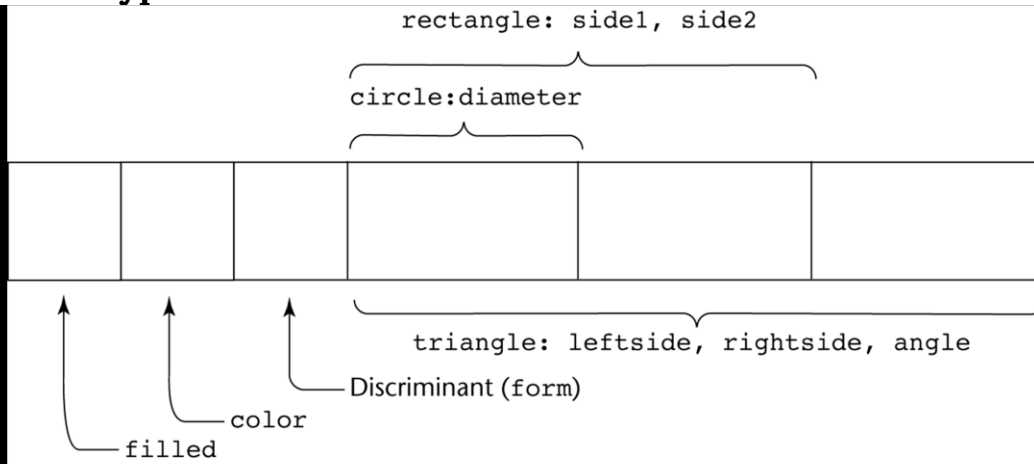 rectangle: side1, side2
circle:diameter
triangle: leftside, rightside, angle
Discriminant (form)
color
filled